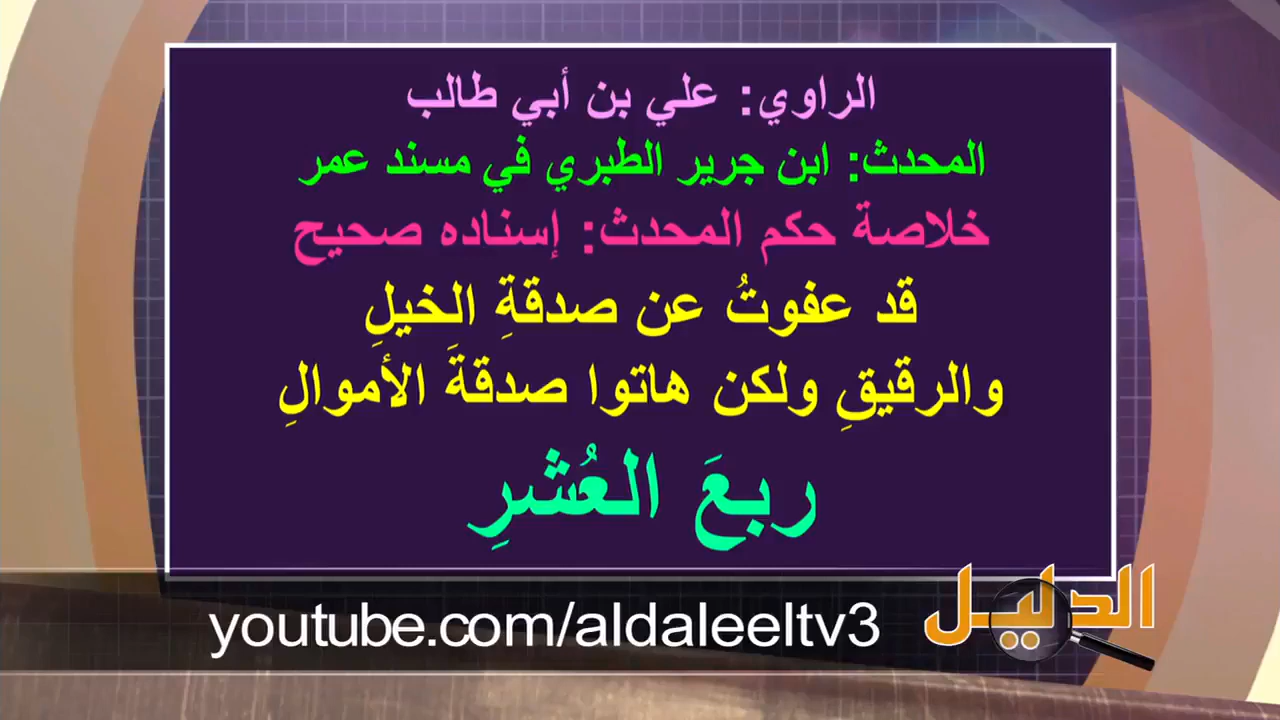 الراوي: علي بن أبي طالب
المحدث: ابن جرير الطبري في مسند عمر
خلاصة حكم المحدث: إسناده صحيح
قد عفوتُ عن صدقةِ الخيلِ
والرقيقِ ولكن هاتوا صدقةَ الأموالِ
ربعَ العُشرِ
youtube.com/aldaleeltv3
الدليل